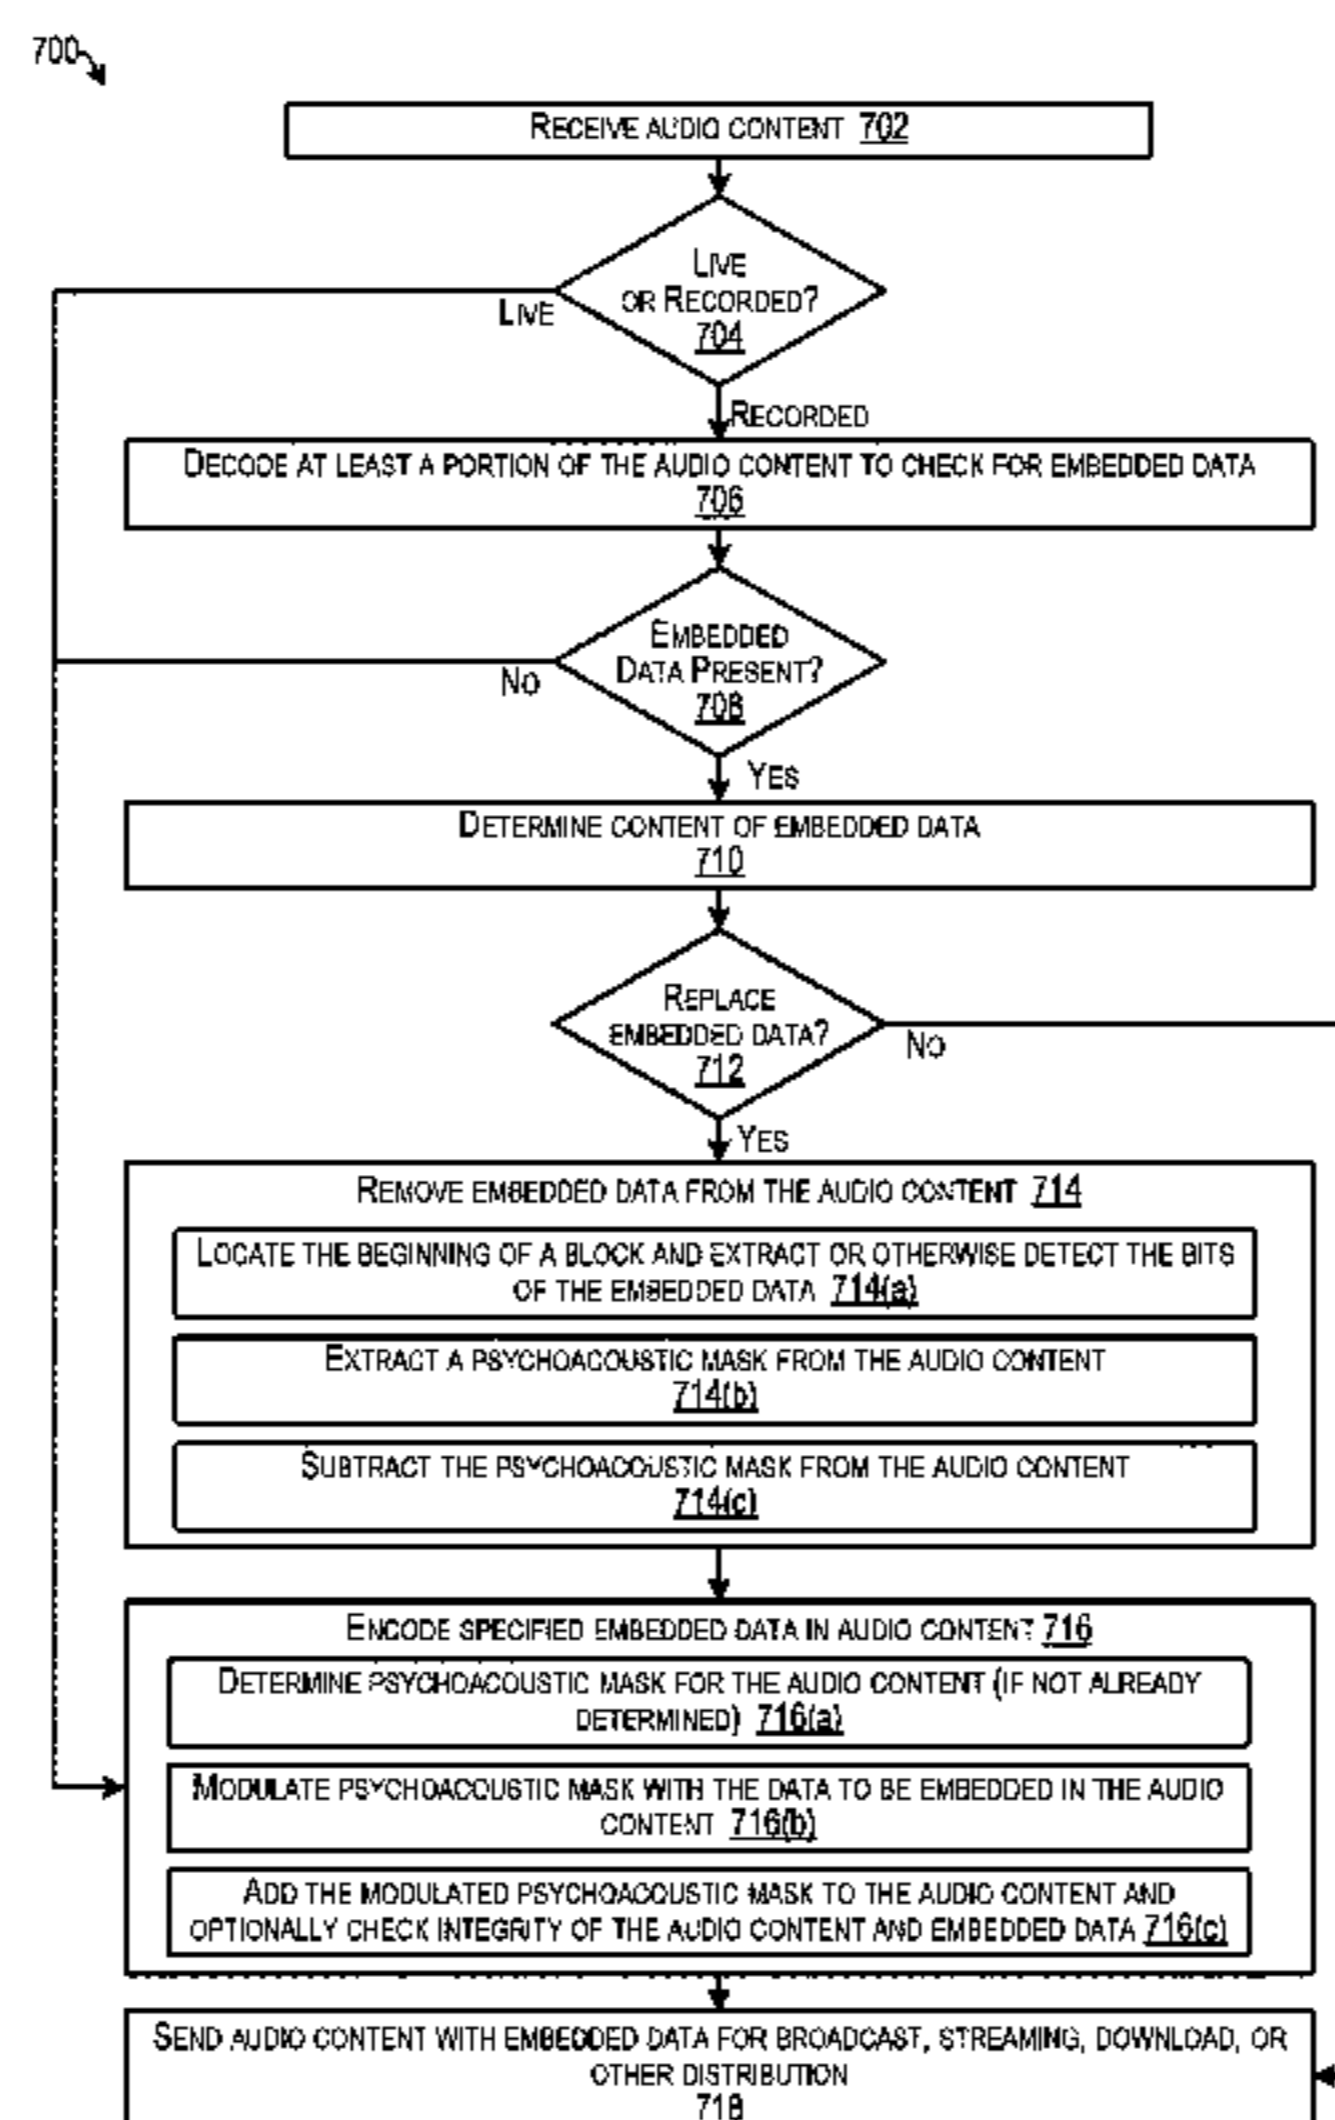 700
RECEIVE AUDIO CONTENT 702
LIVE
OR RECORDED?
704
LIVE
RECORDED
DECODE AT LEAST A PORTION OF THE AUDIO CONTENT TO CHECK FOR EMBEDDED DATA
706
EMBEDDED
DATA PRESENT?
708
NO
YES
DETERMINE CONTENT OF EMBEDDED DATA
710
REPLACE
EMBEDDED DATA?
712
NO
YES
REMOVE EMBEDDED DATA FROM THE AUDIO CONTENT 714
LOCATE THE BEGINNING OF A BLOCK AND EXTRACT OR OTHERWISE DETECT THE BITS
OF THE EMBEDDED DATA 714(a)
EXTRACT A PSYCHOACOUSTIC MASK FROM THE AUDIO CONTENT
714(b)
SUBTRACT THE PSYCHOACOUSTIC MASK FROM THE AUDIO CONTENT
714(c)
ENCODE SPECIFIED EMBEDDED DATA IN AUDIO CONTENT 716
DETERMINE PSYCHOACOUSTIC MASK FOR THE AUDIO CONTENT (IF NOT ALREADY
DETERMINED) 716(a)
MODULATE PSYCHOACOUSTIC MASK WITH THE DATA TO BE EMBEDDED IN THE AUDIO
CONTENT 716(b)
ADD THE MODULATED PSYCHOACOUSTIC MASK TO THE AUDIO CONTENT AND
OPTIONALLY CHECK INTEGRITY OF THE AUDIO CONTENT AND EMBEDDED DATA 716(c)
SEND AUDIO CONTENT WITH EMBEDDED DATA FOR BROADCAST, STREAMING, DOWNLOAD, OR
OTHER DISTRIBUTION
718